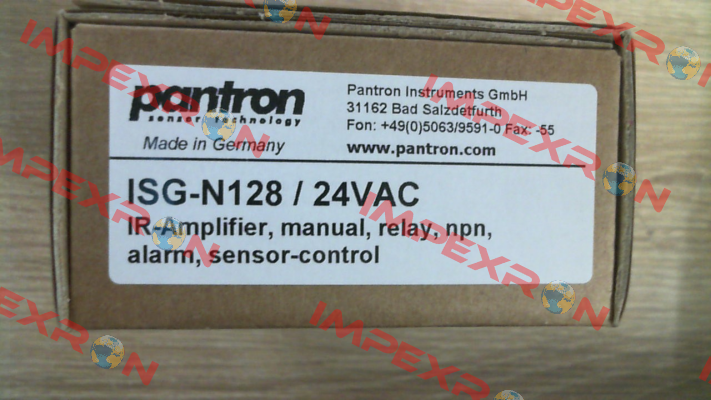 pantron
sensor technology
Made in Germany
Pantron Instruments GmbH
31162 Bad Salzdetfurth
Fon: +49(0)5063/9591-0 Fax: -55
www.pantron.com
ISG-N128 / 24VAC
IR-Amplifier, manual, relay, npn,
alarm, sensor-control
IMPEXRON
IMPEXRON
IMPEXRON
IMPEXRON
IMPEXRON
IMPEXRON